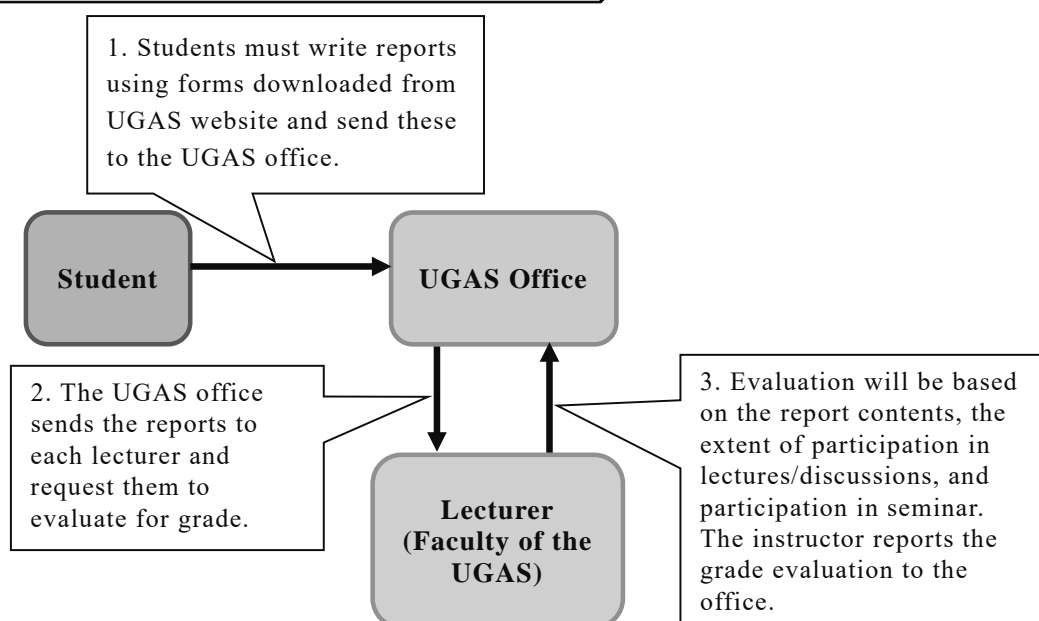 1. Students must write reports
using forms downloaded from
UGAS website and send these
to the UGAS office.
Student
UGAS Office
2. The UGAS office
sends the reports to
each lecturer and
request them to
evaluate for grade.
3. Evaluation will be based
on the report contents, the
extent of participation in
lectures/discussions, and
participation in seminar.
The instructor reports the
grade evaluation to the
office.
Lecturer
(Faculty of the
UGAS)